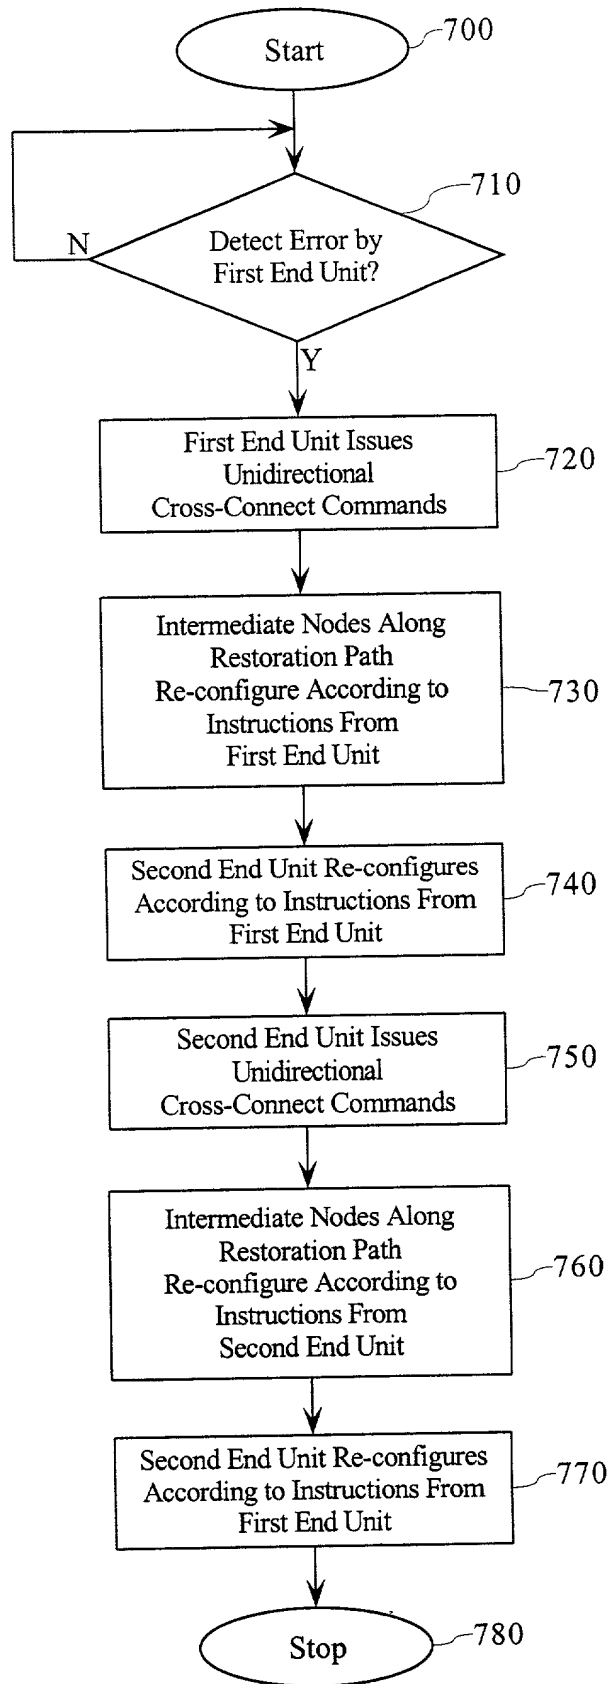 Start
700
710
Detect Error by
First End Unit?
N
Y
First End Unit Issues
Unidirectional
Cross-Connect Commands
720
Intermediate Nodes Along
Restoration Path
Re-configure According to
Instructions From
First End Unit
730
Second End Unit Re-configures
According to Instructions From
First End Unit
740
Second End Unit Issues
Unidirectional
Cross-Connect Commands
750
Intermediate Nodes Along
Restoration Path
Re-configure According to
Instructions From
Second End Unit
760
Second End Unit Re-configures
According to Instructions From
First End Unit
770
Stop
780